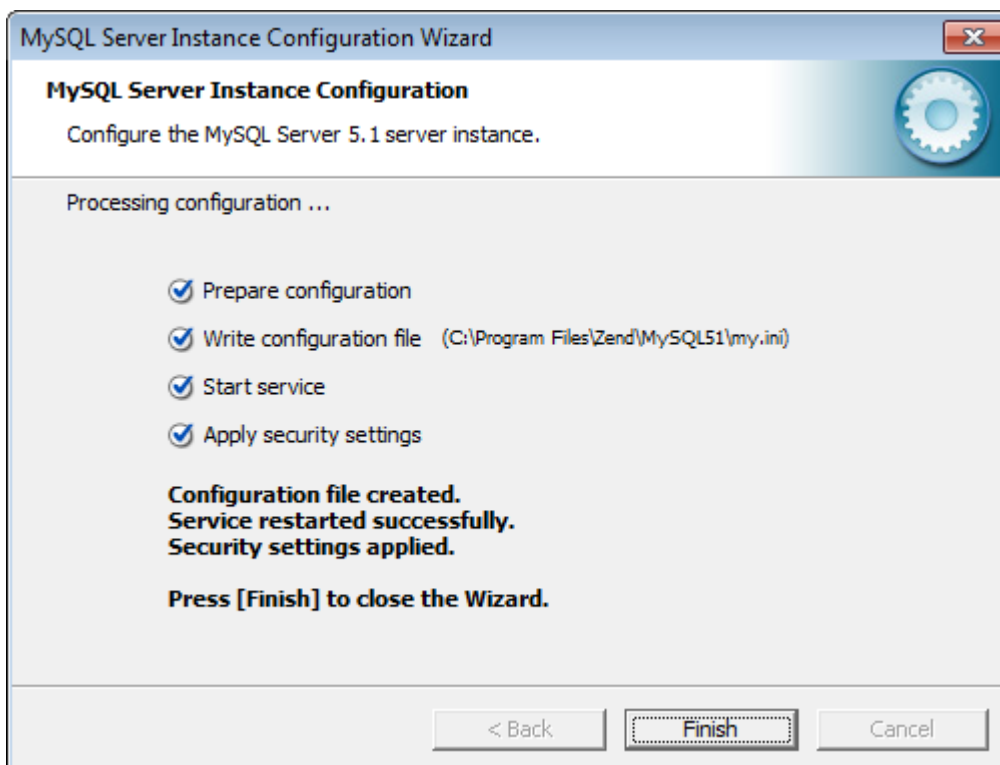 MySQL Server Instance Configuration Wizard
MySQL Server Instance Configuration
Configure the MySQL Server 5.1 server instance.
Processing configuration ...
Prepare configuration
Write configuration file (C:\Program Files\Zend\MySQL51\my.ini)
Start service
Apply security settings
Configuration file created.
Service restarted successfully.
Security settings applied.
Press [Finish] to close the Wizard.
< Back Finish Cancel